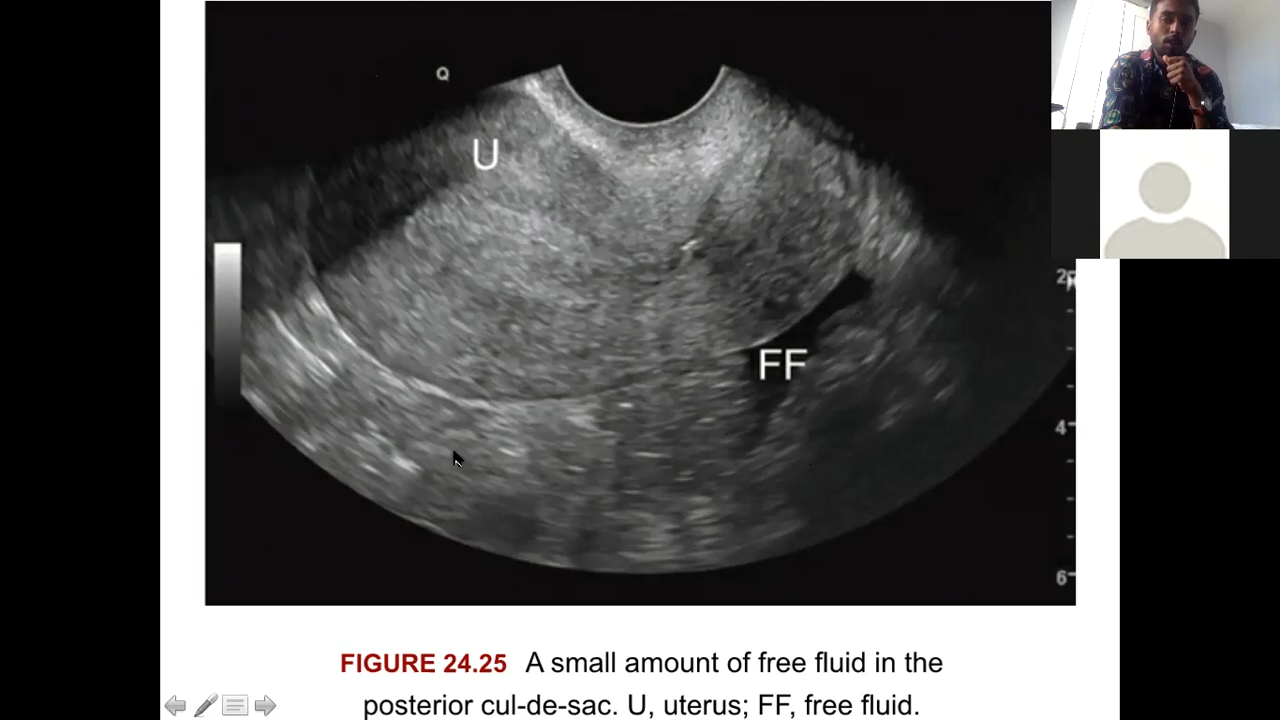 Q
U
2
FF
4
6
FIGURE 24.25 A small amount of free fluid in the
posterior cul-de-sac. U, uterus; FF, free fluid.